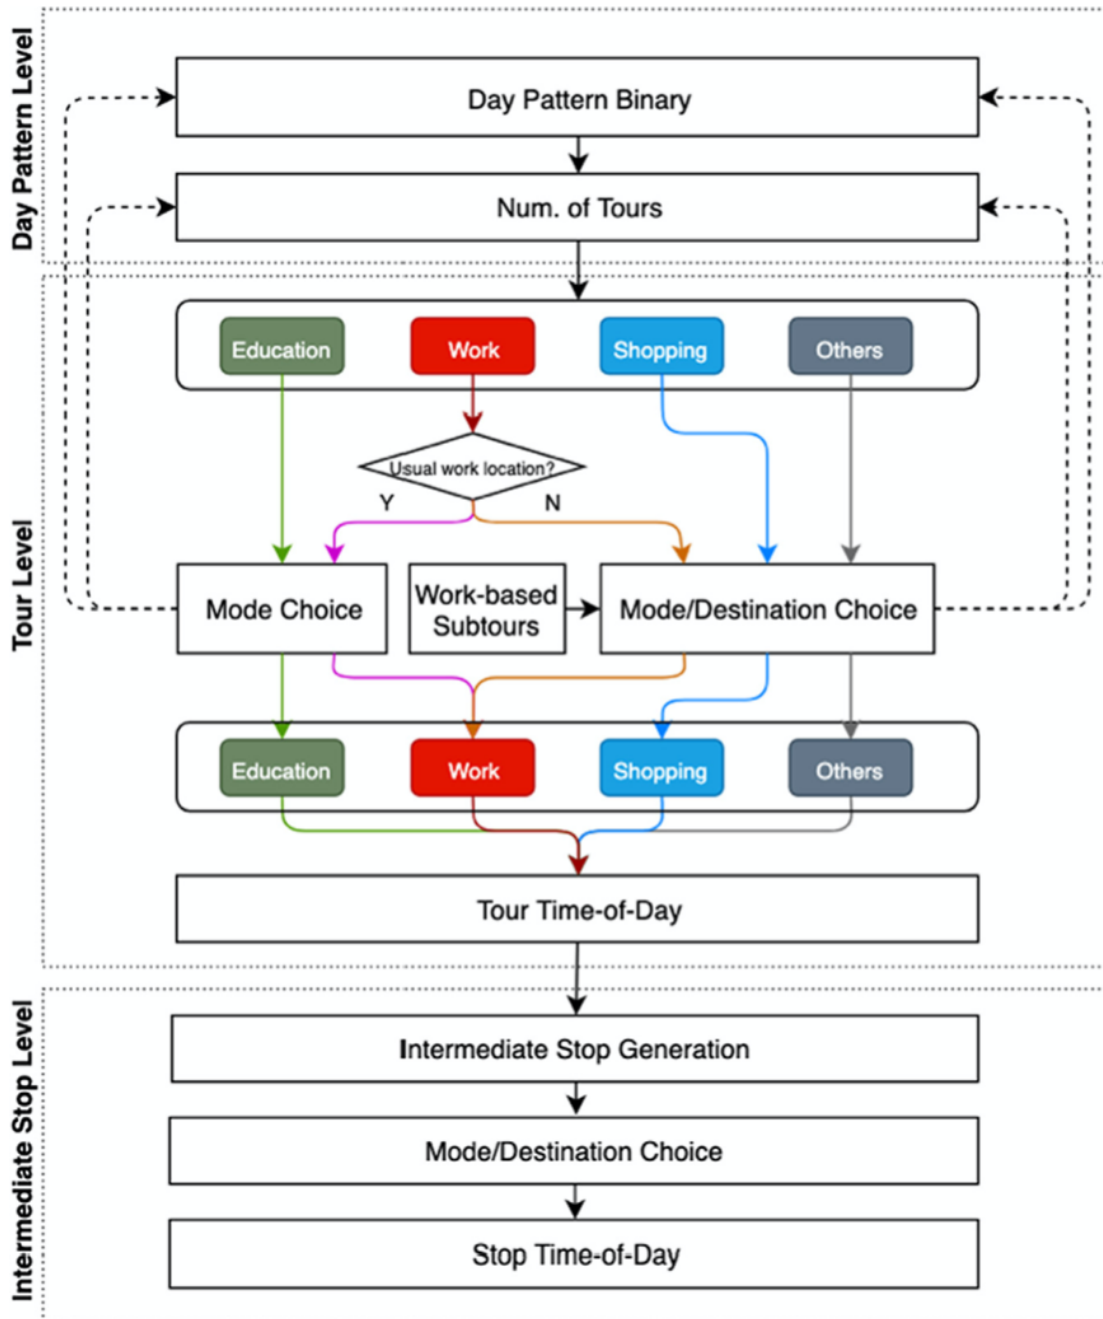 Day Pattern Level
Day Pattern Binary
Num. of Tours
Tour Level
Education
Work
Shopping
Others
Usual work location?
Y
N
Mode Choice
Work-based
Subtours
Mode/Destination Choice
Education
Work
Shopping
Others
Tour Time-of-Day
Intermediate Stop Level
Intermediate Stop Generation
Mode/Destination Choice
Stop Time-of-Day